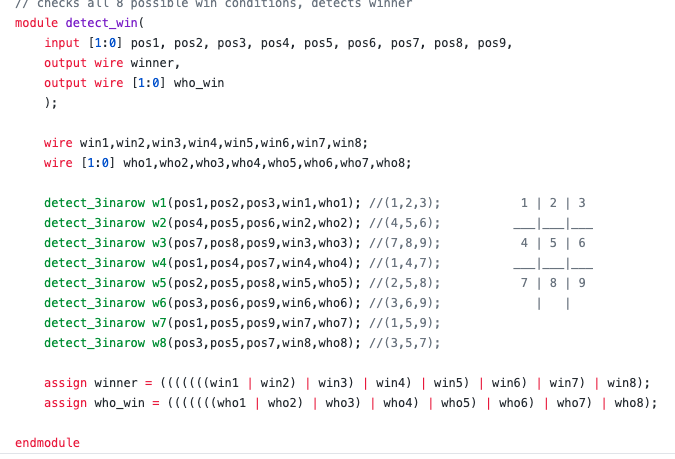 // checks all 8 possible win conditions, detects winner
module detect_win(
    input [1:0] pos1, pos2, pos3, pos4, pos5, pos6, pos7, pos8, pos9,
    output wire winner,
    output wire [1:0] who_win
    );
    wire win1,win2,win3,win4,win5,win6,win7,win8;
    wire [1:0] who1,who2,who3,who4,who5,who6,who7,who8;
    detect_3inarow w1(pos1,pos2,pos3,win1,who1); //(1,2,3);           1 | 2 | 3
    detect_3inarow w2(pos4,pos5,pos6,win2,who2); //(4,5,6);          ___|___|___
    detect_3inarow w3(pos7,pos8,pos9,win3,who3); //(7,8,9);           4 | 5 | 6
    detect_3inarow w4(pos1,pos4,pos7,win4,who4); //(1,4,7);          ___|___|___
    detect_3inarow w5(pos2,pos5,pos8,win5,who5); //(2,5,8);           7 | 8 | 9
    detect_3inarow w6(pos3,pos6,pos9,win6,who6); //(3,6,9);             |   |
    detect_3inarow w7(pos1,pos5,pos9,win7,who7); //(1,5,9);
    detect_3inarow w8(pos3,pos5,pos7,win8,who8); //(3,5,7);
    assign winner = (((((((win1 | win2) | win3) | win4) | win5) | win6) | win7) | win8);
    assign who_win = (((((((who1 | who2) | who3) | who4) | who5) | who6) | who7) | who8);
endmodule